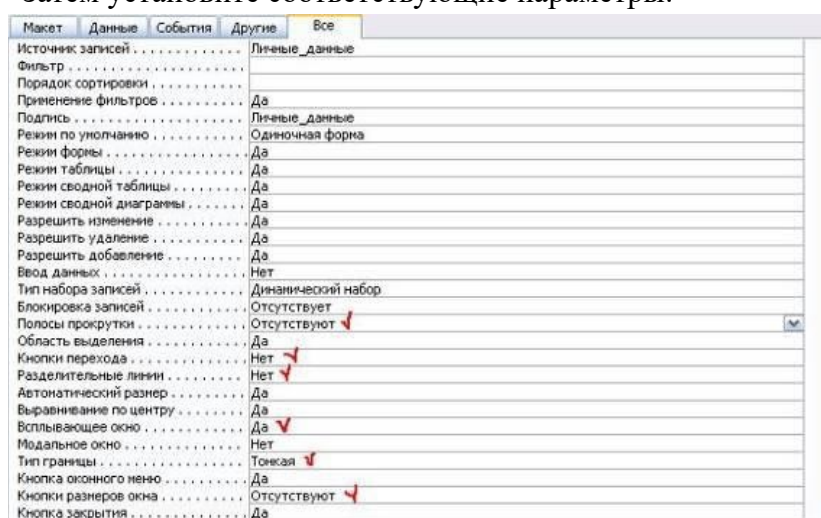 Затем установите соответствующие параметры:
Макет Данные События Другие Все
Источник записей . . . . . . . . . . . . . Личные_данные
Фильтр . . . . . . . . . . . . . . . . . . . . .
Порядок сортировки . . . . . . . . . . .
Применение фильтров . . . . . . . . . . Да
Подпись . . . . . . . . . . . . . . . . . . . . Личные_данные
Режим по умолчанию . . . . . . . . . . . Одиночная форма
Режим формы . . . . . . . . . . . . . . . . . Да
Режим таблицы . . . . . . . . . . . . . . . Да
Режим сводной таблицы . . . . . . . . . Да
Режим сводной диаграммы . . . . . . . Да
Разрешить изменение . . . . . . . . . . . Да
Разрешить удаление . . . . . . . . . . . Да
Разрешить добавление . . . . . . . . . Да
Ввод данных . . . . . . . . . . . . . . . . . Нет
Тип набора записей . . . . . . . . . . . . Динамический набор
Блокировка записей . . . . . . . . . . . . Отсутствует
Полосы прокрутки . . . . . . . . . . . . . Отсутствуют
Область выделения . . . . . . . . . . . . Да
Кнопки перехода . . . . . . . . . . . . . . Нет
Разделительные линии . . . . . . . . . Нет
Автоматический размер . . . . . . . . . Да
Выравнивание по центру . . . . . . . . Да
Всплывающее окно . . . . . . . . . . . . . Да
Модальное окно . . . . . . . . . . . . . . . Нет
Тип границы . . . . . . . . . . . . . . . . . . Тонкая
Кнопка оконного меню . . . . . . . . . . Да
Кнопки размеров окна . . . . . . . . . . Отсутствуют
Кнопка закрытия . . . . . . . . . . . . . . Да